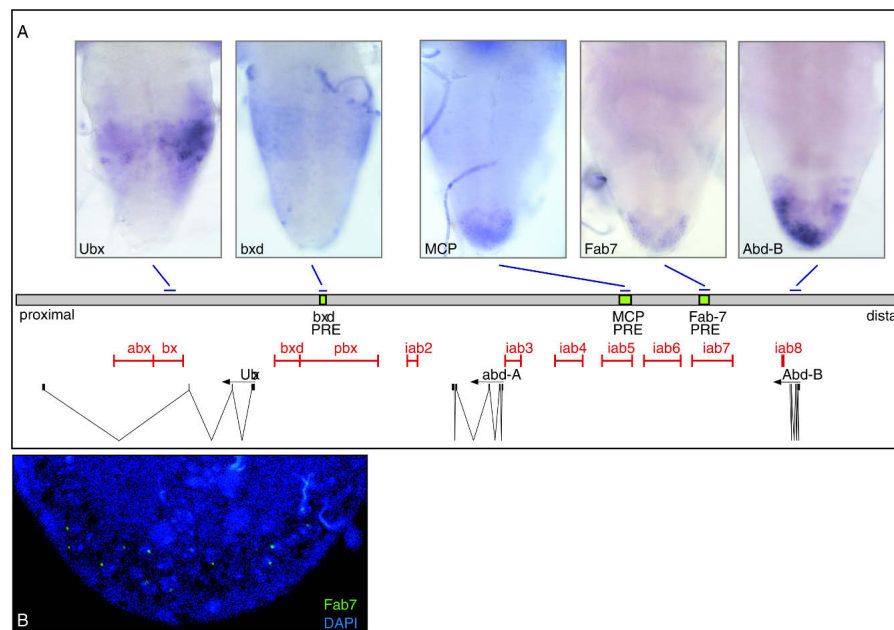 A
Ubx
bxd
MCP
Fab7
Abd-B
proximal
bxd PRE
MCP PRE
Fab-7 PRE
dista
abx bx bxd pbx iab2 iab3 iab4 iab5 iab6 iab7 iab8
Ubx abd-A Abd-B
Fab7
B DAPI